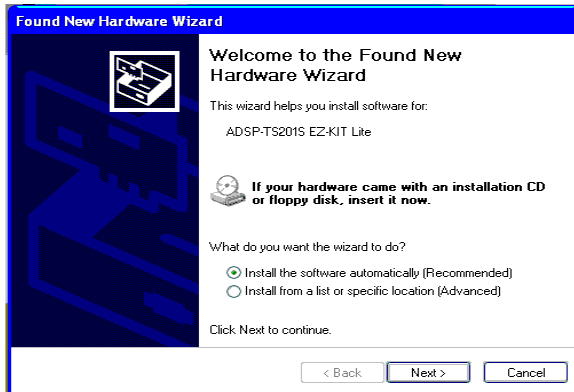 Found New Hardware Wizard
Welcome to the Found New
Hardware Wizard
This wizard helps you install software for:
ADSP-TS201S EZ-KIT Lite
If your hardware came with an installation CD
or floppy disk, insert it now.
What do you want the wizard to do?
Install the software automatically (Recommended)
Install from a list or specific location (Advanced)
Click Next to continue.
< Back Next > Cancel